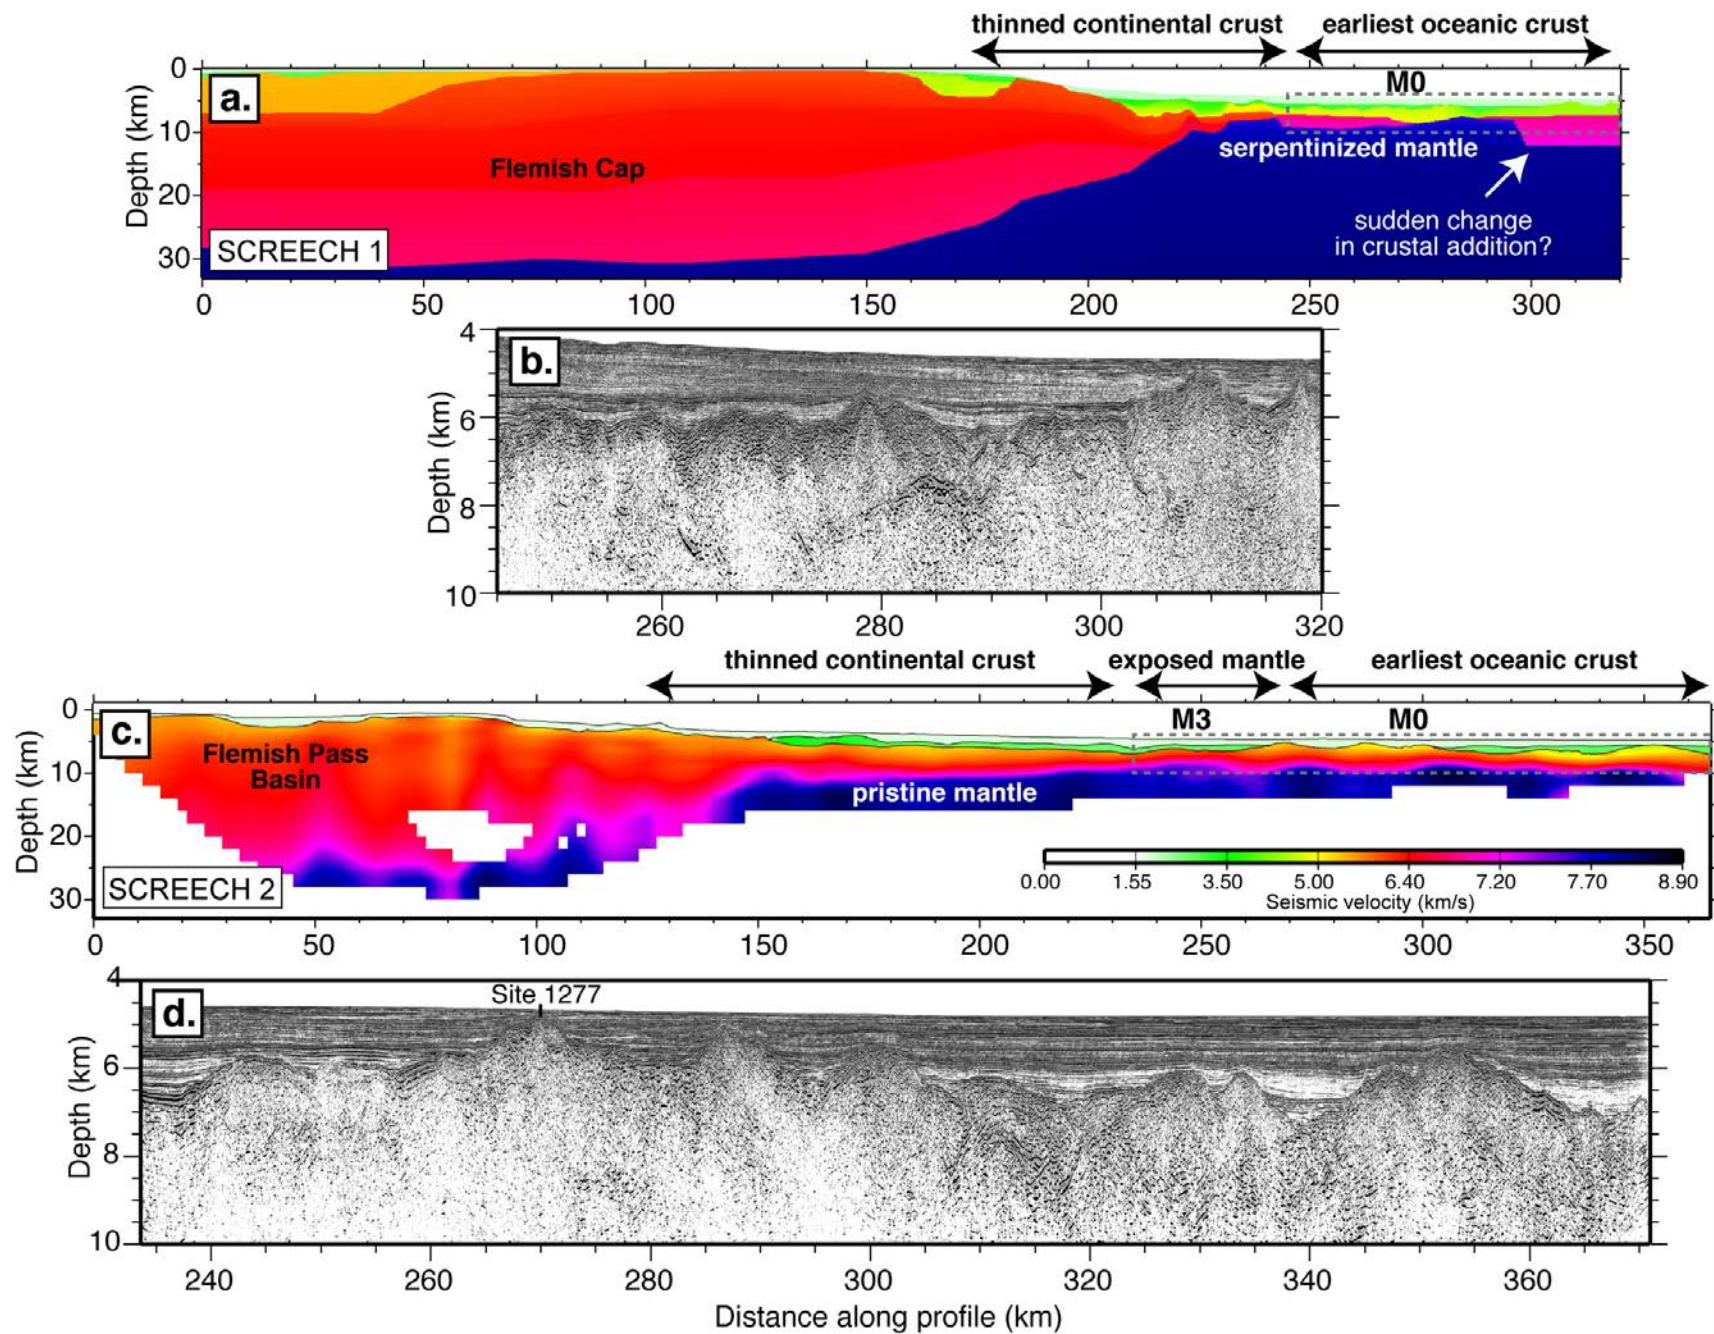 thinned continental crust earliest oceanic crust
a.
M0
Flemish Cap
serpentinized mantle
sudden change
in crustal addition?
SCREECH 1
Depth (km)
0
10
20
30
0 50 100 150 200 250 300
b.
Depth (km)
4
6
8
10
260 280 300 320
thinned continental crust exposed mantle earliest oceanic crust
c.
M3 M0
Flemish Pass
Basin
pristine mantle
SCREECH 2
Depth (km)
0
10
20
30
0.00 1.55 3.50 5.00 6.40 7.20 7.70 8.90
Seismic velocity (km/s)
0 50 100 150 200 250 300 350
d.
Site 1277
Depth (km)
4
6
8
10
240 260 280 300 320 340 360
Distance along profile (km)